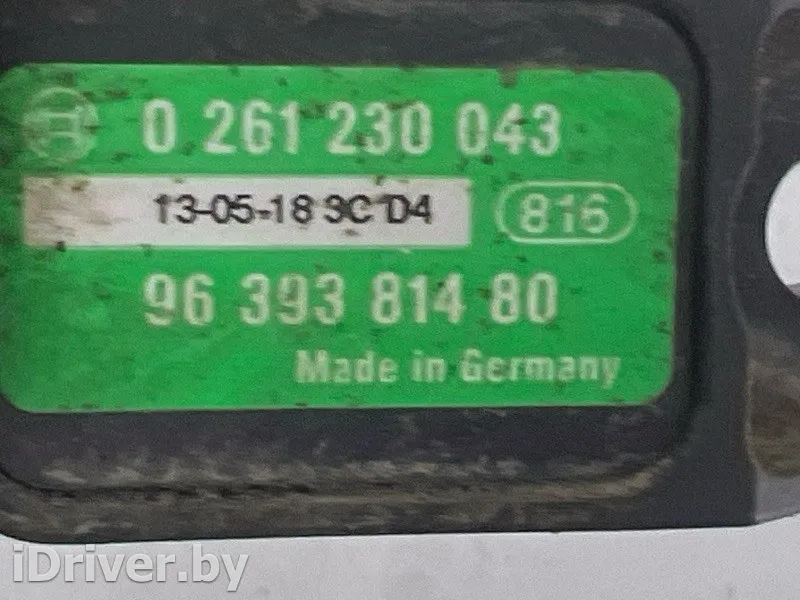 0 261 230 043
13-05-18 9C D4
816
96 393 814 80
Made in Germany
iDriver.by